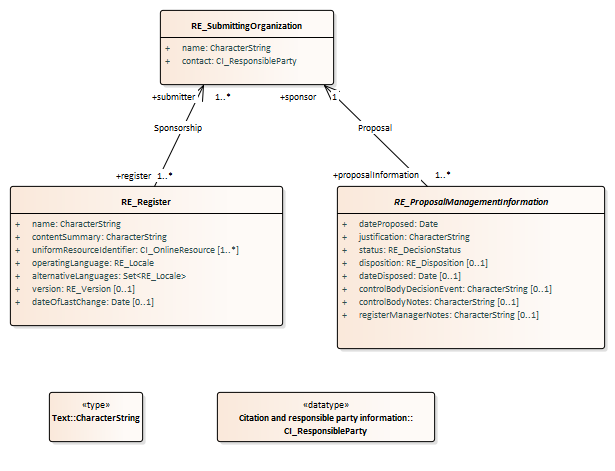 RE_SubmittingOrganization
+ name: CharacterString
+ contact: CI_ResponsibleParty
+submitter 1..* +sponsor 1
Sponsorship Proposal
+register 1..* +proposalInformation 1..*
RE_Register
+ name: CharacterString
+ contentSummary: CharacterString
+ uniformResourceIdentifier: CI_OnlineResource [1..*]
+ operatingLanguage: RE_Locale
+ alternativeLanguages: Set<RE_Locale>
+ version: RE_Version [0..1]
+ dateOfLastChange: Date [0..1]
RE_ProposalManagementInformation
+ dateProposed: Date
+ justification: CharacterString
+ status: RE_DecisionStatus
+ disposition: RE_Disposition [0..1]
+ dateDisposed: Date [0..1]
+ controlBodyDecisionEvent: CharacterString [0..1]
+ controlBodyNotes: CharacterString [0..1]
+ registerManagerNotes: CharacterString [0..1]
«type»
Text::CharacterString
«datatype»
Citation and responsible party information::
CI_ResponsibleParty